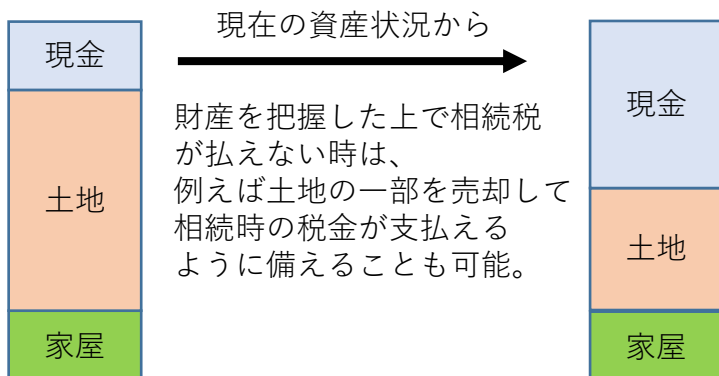 現在の資産状況から
現金
土地
家屋
財産を把握した上で相続税
が払えない時は、
例えば土地の一部を売却して
相続時の税金が支払える
ように備えることも可能。
現金
土地
家屋